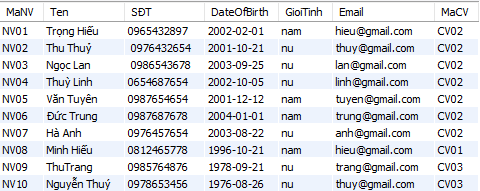 MaNV Ten SĐT DateOfBirth GioiTinh Email MaCV
NV01 Trọng Hiếu 0965432897 2002-02-01 nam hieu@gmail.com CV02
NV02 Thu Thuỷ 0976432654 2001-10-21 nu thuy@gmail.com CV02
NV03 Ngọc Lan 0986543678 2003-09-25 nu lan@gmail.com CV02
NV04 Thuỳ Linh 0654687654 2002-10-05 nu linh@gmail.com CV02
NV05 Văn Tuyên 0987654654 2001-12-12 nam tuyen@gmail.com CV02
NV06 Đức Trung 0987687678 2004-01-01 nam trung@gmail.com CV02
NV07 Hà Anh 0976457654 2003-08-22 nu anh@gmail.com CV02
NV08 Minh Hiếu 0812465778 1996-10-21 nam hieu@gmail.com CV01
NV09 ThuTrang 0985764876 1978-09-21 nu trang@gmail.com CV03
NV10 Nguyễn Thuý 0978653456 1976-08-26 nu thuy@gmail.com CV03